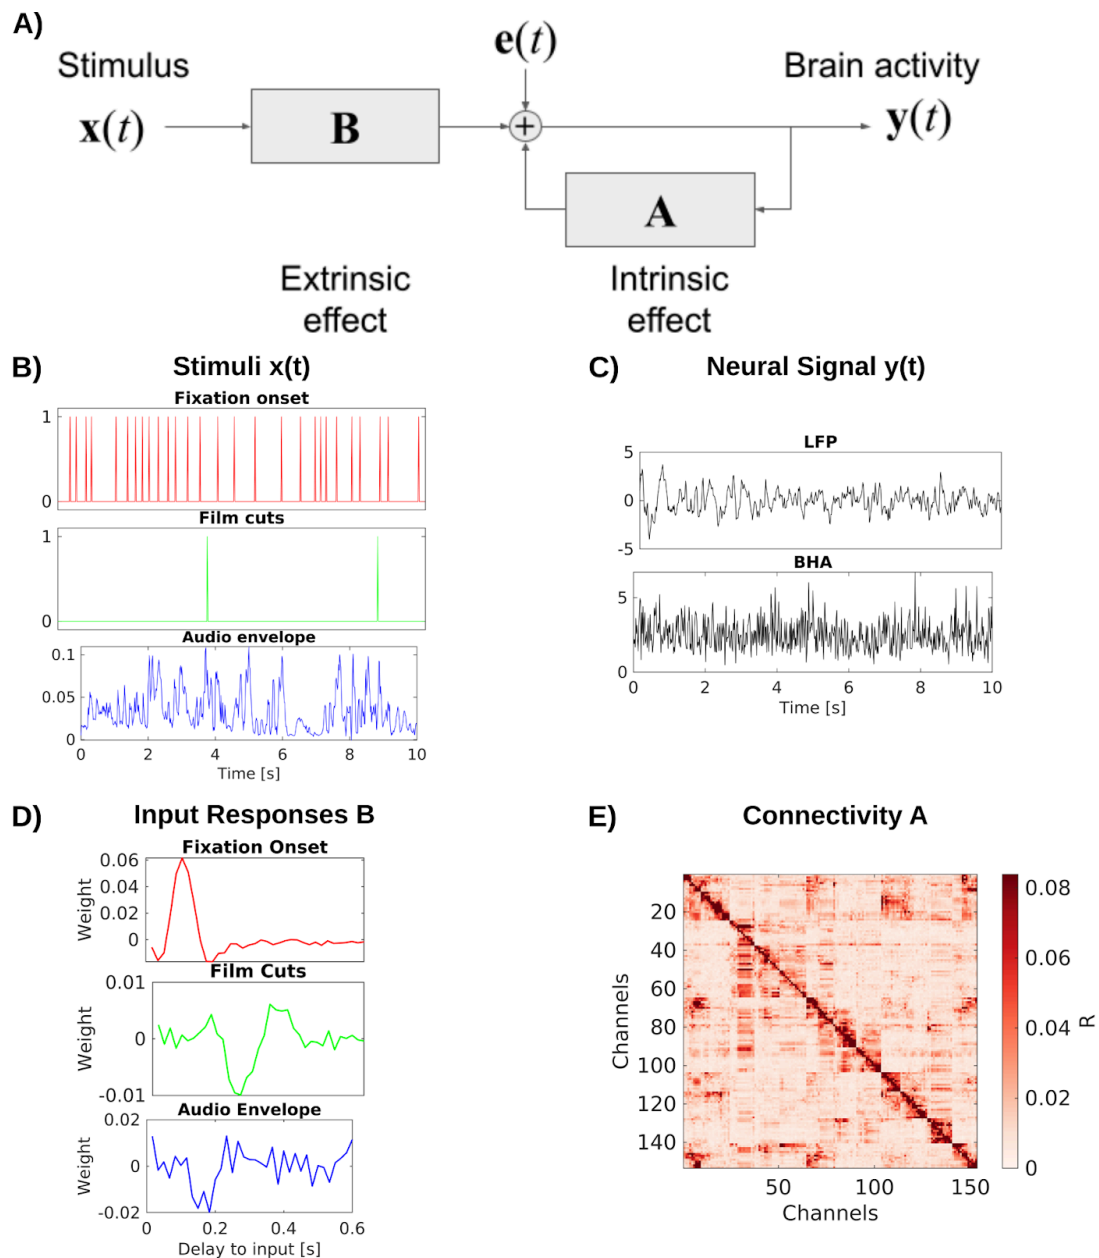 A)
Stimulus
x(t)
B
e(t)
+
Brain activity
y(t)
A
Extrinsic
effect
Intrinsic
effect
B)
Stimuli x(t)
Fixation onset
1
0
Film cuts
1
0
Audio envelope
0.1
0.05
0
0 2 4 6 8 10
Time [s]
C)
Neural Signal y(t)
LFP
5
0
-5
BHA
5
0
0 2 4 6 8 10
Time [s]
D)
Input Responses B
Fixation Onset
Weight
0.06
0.04
0.02
0
Film Cuts
Weight
0.01
0
-0.01
Audio Envelope
Weight
0.02
0
-0.02
0 0.2 0.4 0.6
Delay to input [s]
E)
Connectivity A
Channels
20
40
60
80
100
120
140
50 100 150
Channels
0.08
0.06
0.04
0.02
0
R